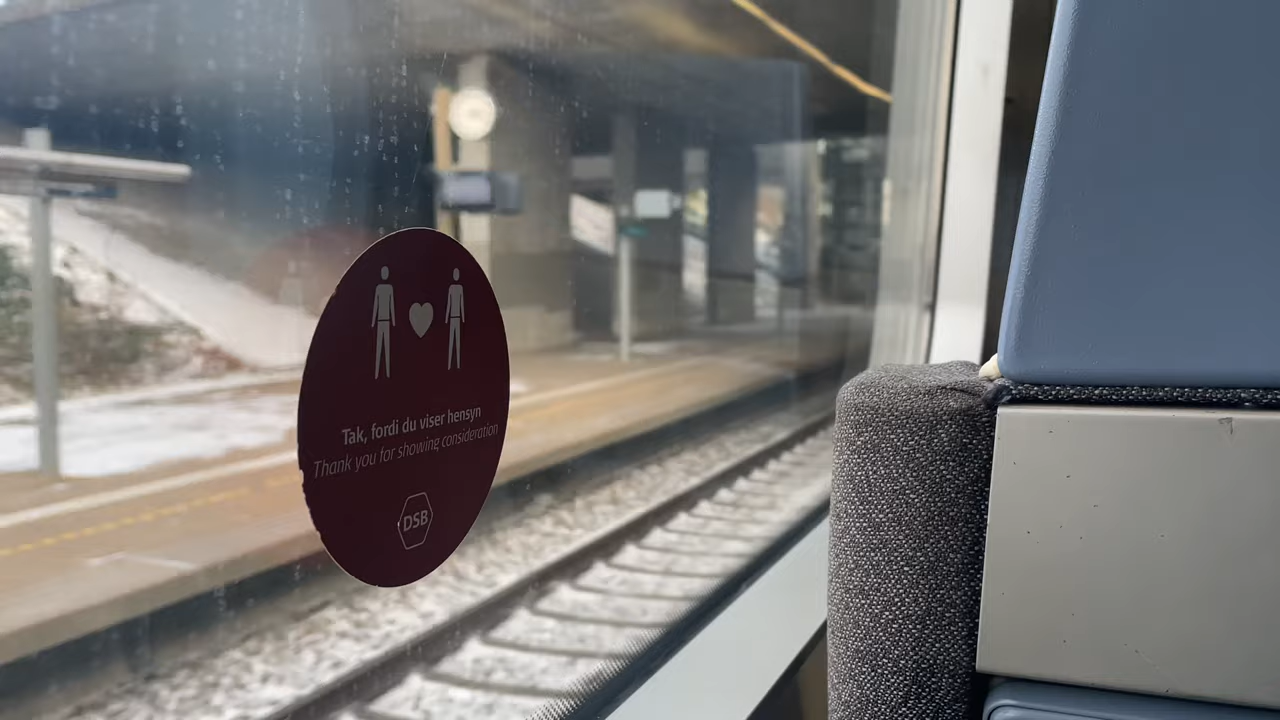 Tak, fordi du viser hensyn
Thank you for showing consideration
DSB